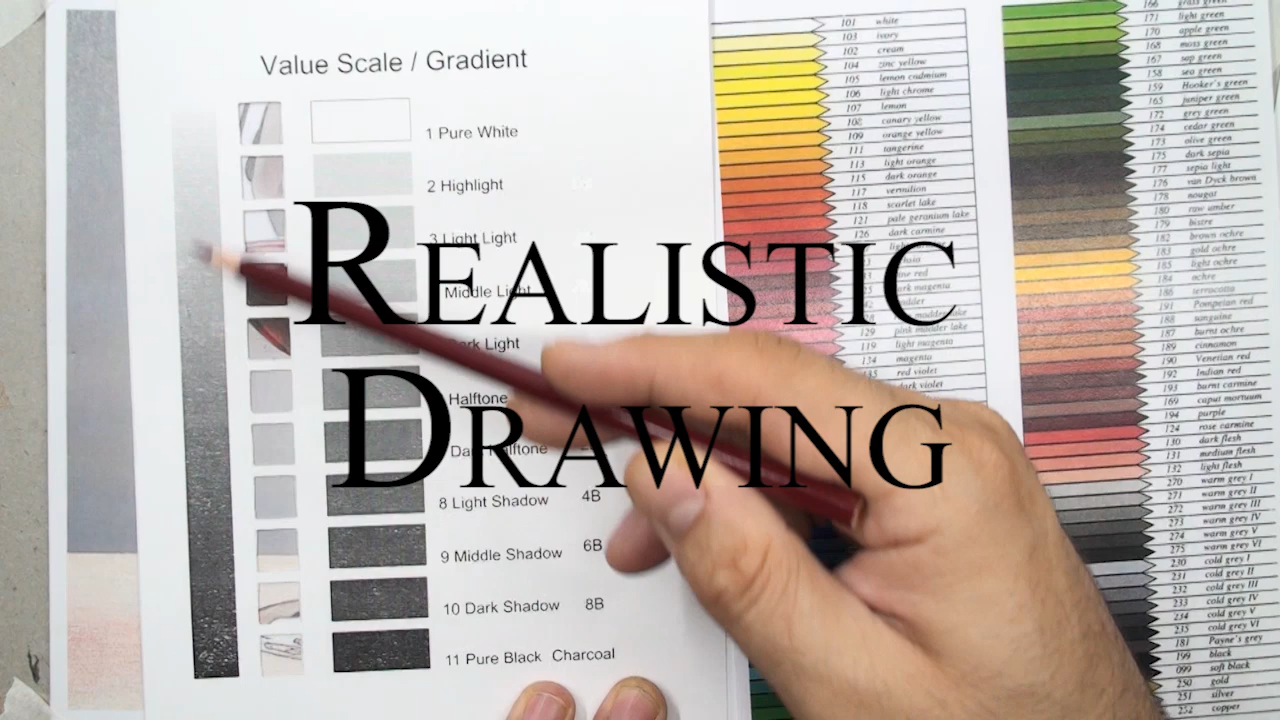 Value Scale / Gradient
1 Pure White
2 Highlight
3 Light Light
Middle Light
Light
Halftone
Halftone
8 Light Shadow 4B
9 Middle Shadow 6B
10 Dark Shadow 8B
11 Pure Black Charcoal
REALISTIC
DRAWING
101 white
103 ivory
102 cream
104 zinc yellow
105 lemon cadmium
106 light chrome
107 lemon
108 canary yellow
109 orange yellow
111 tangerine
113 light orange
115 dark orange
117 vermilion
118 scarlet lake
121 pale geranium lake
126 dark carmine
dark magenta
madder
129 pink madder lake
119 light magenta
134 magenta
red violet
dark violet
166 grass green
171 light green
170 apple green
168 moss green
167 sap green
158 sea green
159 Hooker's green
165 juniper green
172 grey green
174 cedar green
173 olive green
175 dark sepia
177 sepia light
176 van Dyck brown
178 nougat
180 raw umber
179 bistre
182 brown ochre
183 gold ochre
185 light ochre
184 ochre
186 terracotta
191 Pompeian red
188 sanguine
187 burnt ochre
189 cinnamon
190 Venetian red
192 Indian red
193 burnt carmine
169 caput mortuum
194 purple
124 rose carmine
130 dark flesh
131 medium flesh
132 light flesh
270 warm grey I
271 warm grey II
272 warm grey III
273 warm grey IV
274 warm grey V
275 warm grey VI
230 cold grey I
231 cold grey II
232 cold grey III
233 cold grey IV
234 cold grey V
235 cold grey VI
181 Payne's grey
199 black
099 soft black
250 gold
251 silver
252 copper